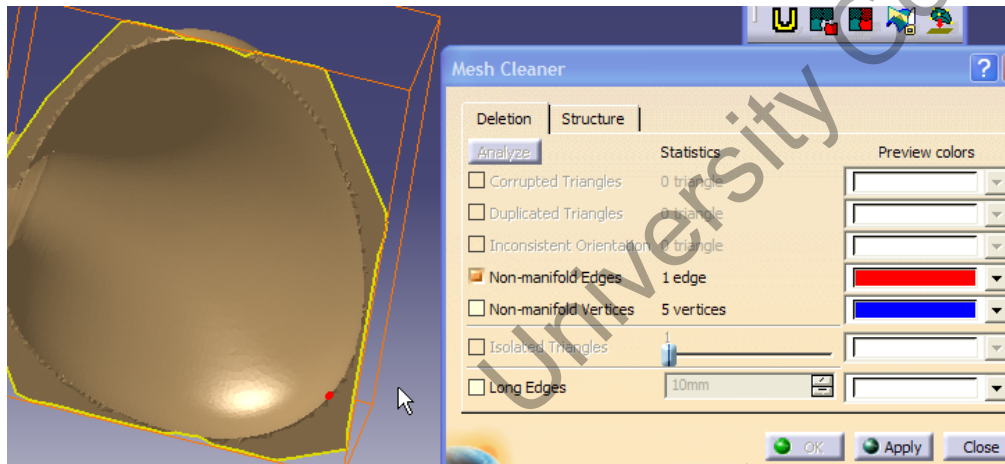 Mesh Cleaner
?
Deletion Structure
Analyze Statistics Preview colors
Corrupted Triangles 0 triangle
Duplicated Triangles 0 triangle
Inconsistent Orientation 0 triangle
Non-manifold Edges 1 edge
Non-manifold Vertices 5 vertices
1
Isolated Triangles
Long Edges 10mm
OK Apply Close
University Co